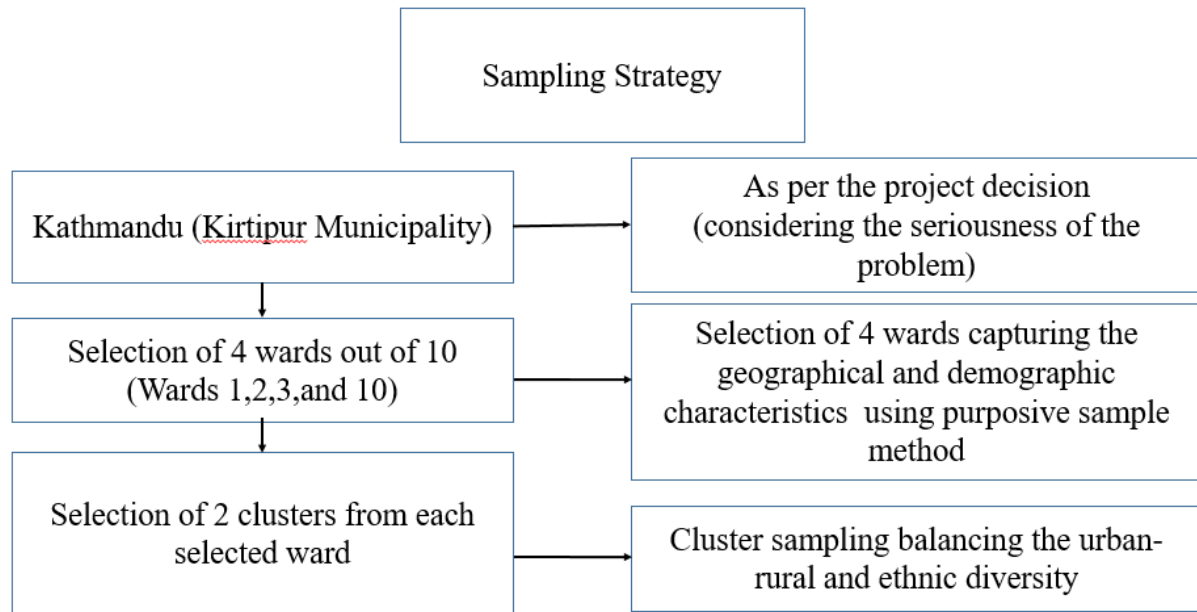 Sampling Strategy
Kathmandu (Kirtipur Municipality)
As per the project decision
(considering the seriousness of the
problem)
Selection of 4 wards out of 10
(Wards 1,2,3,and 10)
Selection of 4 wards capturing the
geographical and demographic
characteristics  using purposive sample
method
Selection of 2 clusters from each
selected ward
Cluster sampling balancing the urban-
rural and ethnic diversity